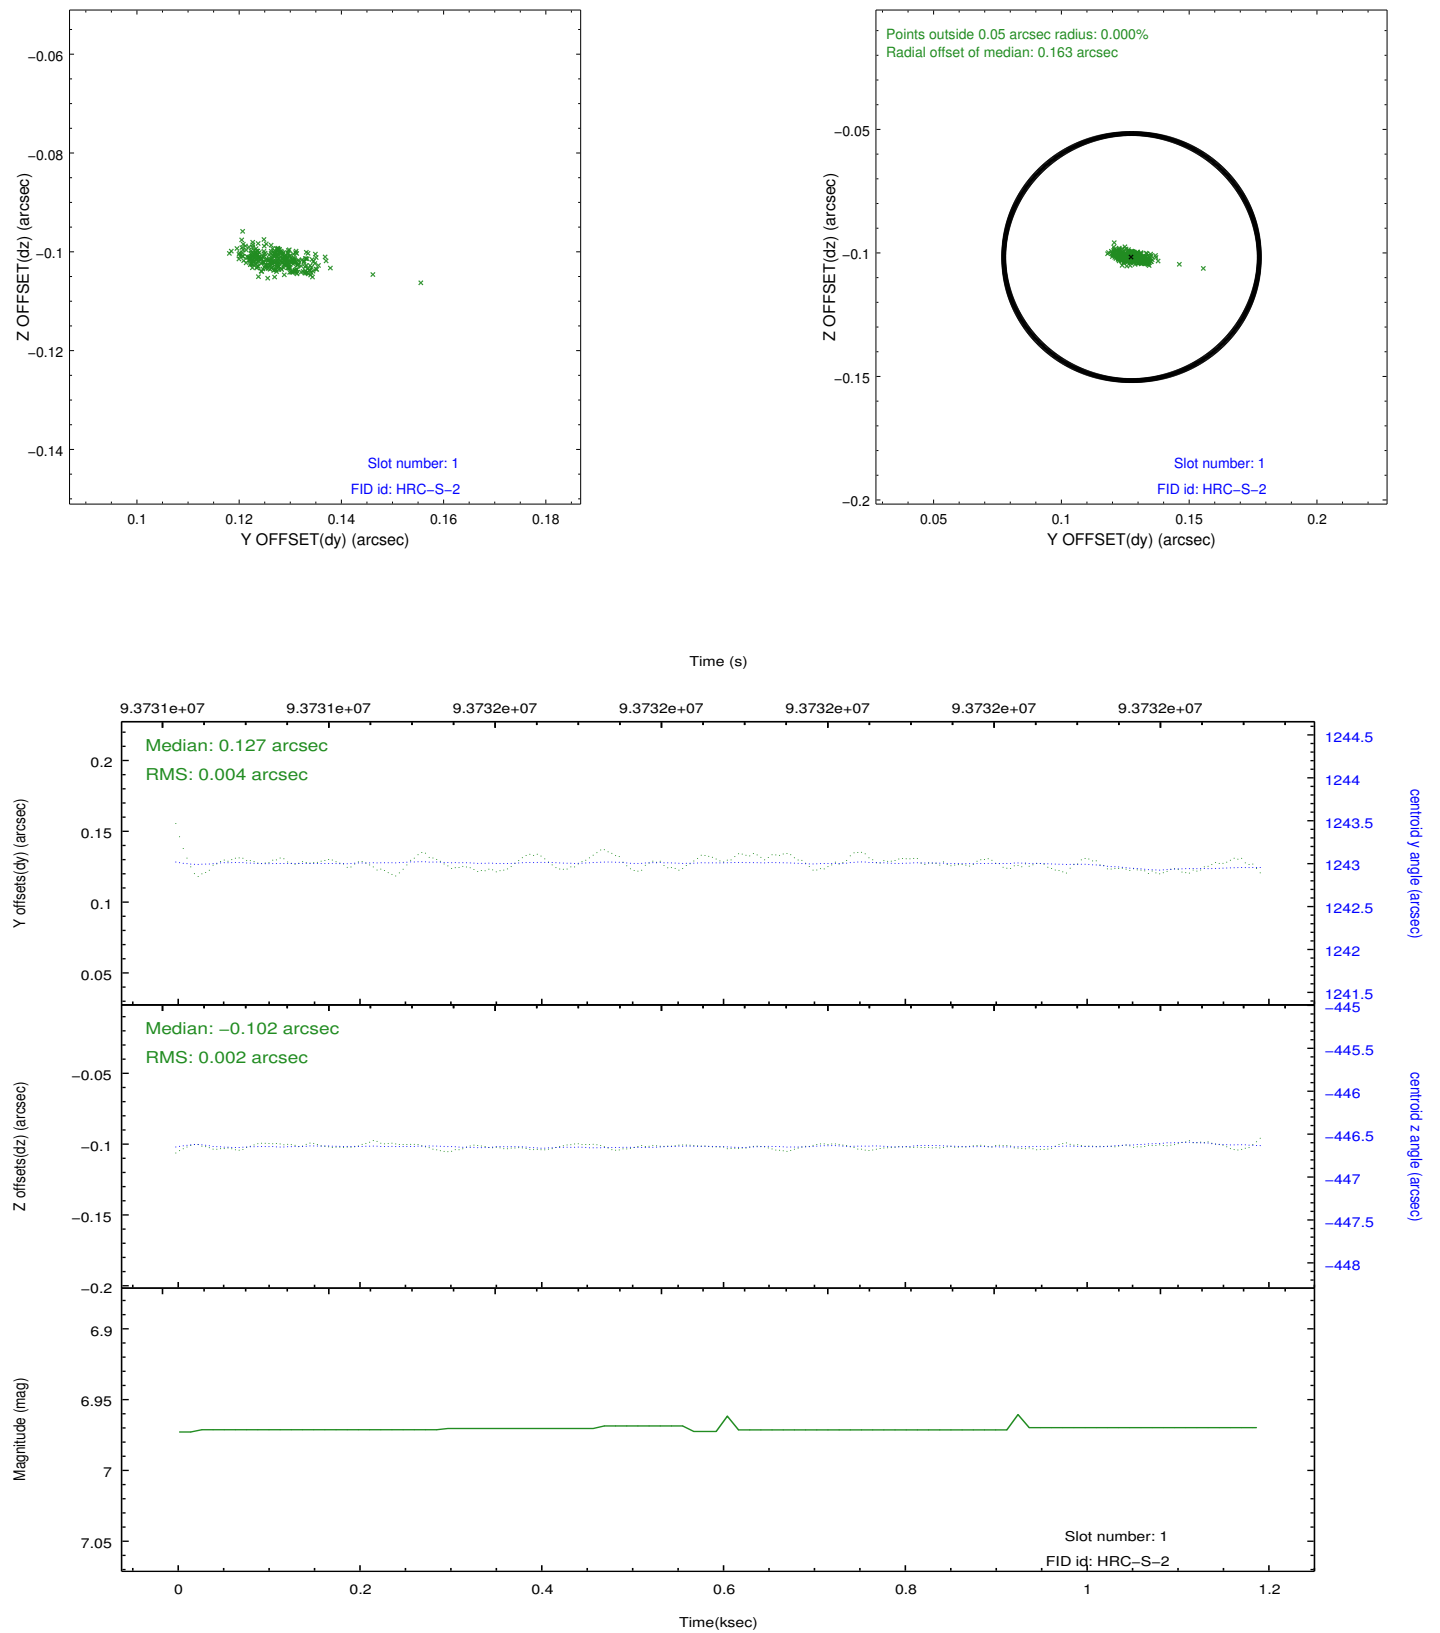 −0.06
−0.08
−0.1
−0.12
−0.14
Z OFFSET(dz) (arcsec)
Slot number: 1
FID id: HRC−S−2
0.1
0.12
0.14
0.16
0.18
Y OFFSET(dy) (arcsec)
Points outside 0.05 arcsec radius: 0.000%
Radial offset of median: 0.163 arcsec
−0.05
−0.1
−0.15
−0.2
Z OFFSET(dz) (arcsec)
Slot number: 1
FID id: HRC−S−2
0.05
0.1
0.15
0.2
Y OFFSET(dy) (arcsec)
Time (s)
9.3731e+07
9.3731e+07
9.3732e+07
9.3732e+07
9.3732e+07
9.3732e+07
9.3732e+07
Median: 0.127 arcsec
RMS: 0.004 arcsec
0.2
0.15
0.1
0.05
Y offsets(dy) (arcsec)
1244.5
1244
1243.5
1243
1242.5
1242
1241.5
centroid y angle (arcsec)
Median: −0.102 arcsec
RMS: 0.002 arcsec
−0.05
−0.1
−0.15
−0.2
Z offsets(dz) (arcsec)
−445
−445.5
−446
−446.5
−447
−447.5
−448
centroid z angle (arcsec)
6.9
6.95
7
7.05
Magnitude (mag)
Slot number: 1
FID id: HRC−S−2
0
0.2
0.4
0.6
0.8
1
1.2
Time(ksec)